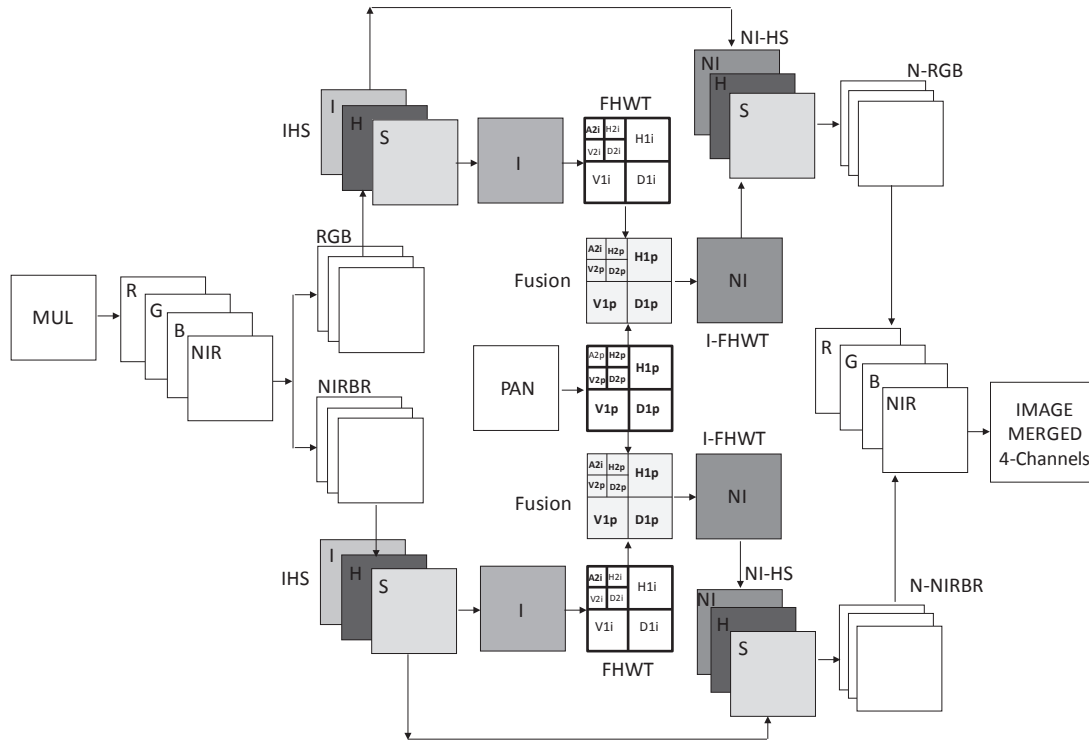 NI-HS
NI
H
S
N-RGB
I
H
S
IHS
I
FHWT
A2i H2i
V2i D2i
H1i
V1i D1i
RGB
Fusion
A2i H2p
V2p D2p
H1p
V1p D1p
NI
I-FHWT
MUL
R
G
B
NIR
NIRBR
PAN
A2p H2p
V2p D2p
H1p
V1p D1p
R
G
B
NIR
IMAGE
MERGED
4-Channels
I-FHWT
Fusion
A2i H2p
V2p D2p
H1p
V1p D1p
NI
IHS
I
H
S
I
A2i H2i
V2i D2i
H1i
V1i D1i
FHWT
NI-HS
NI
H
S
N-NIRBR